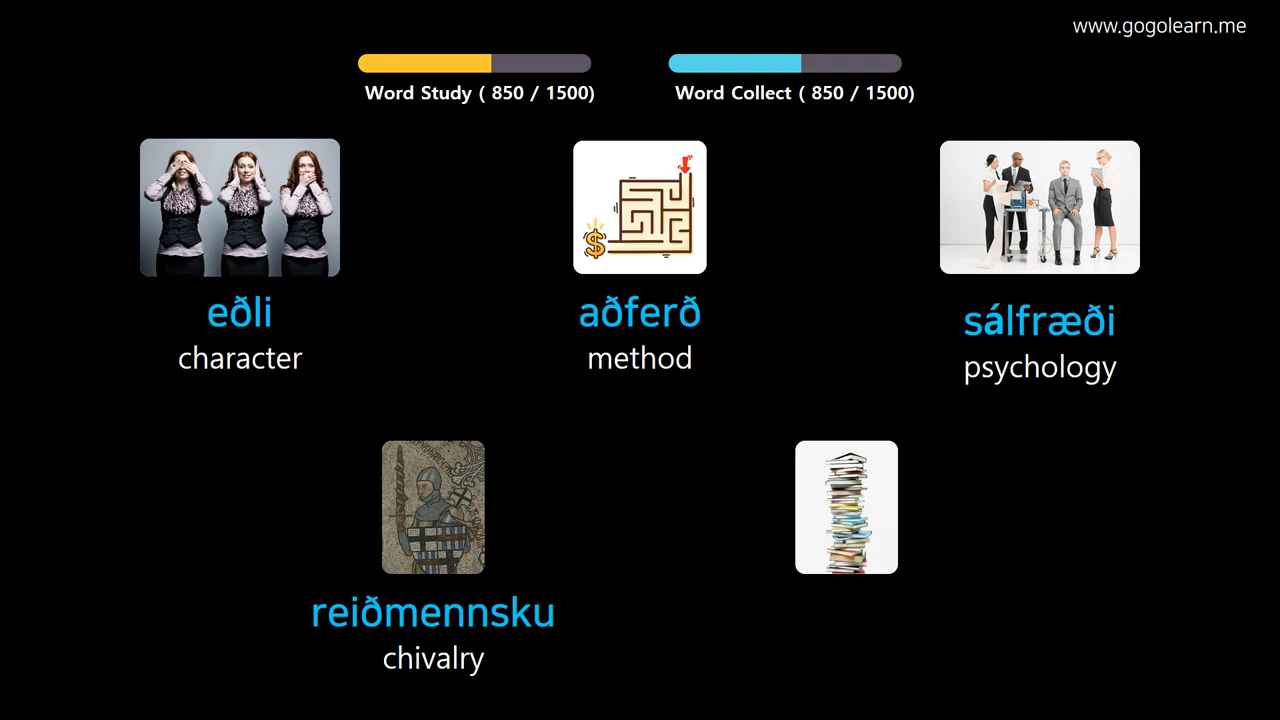 www.gogolearn.me
Word Study ( 850 / 1500)
Word Collect ( 850 / 1500)
eðli
character
aðferð
method
sálfræði
psychology
reiðmennsku
chivalry